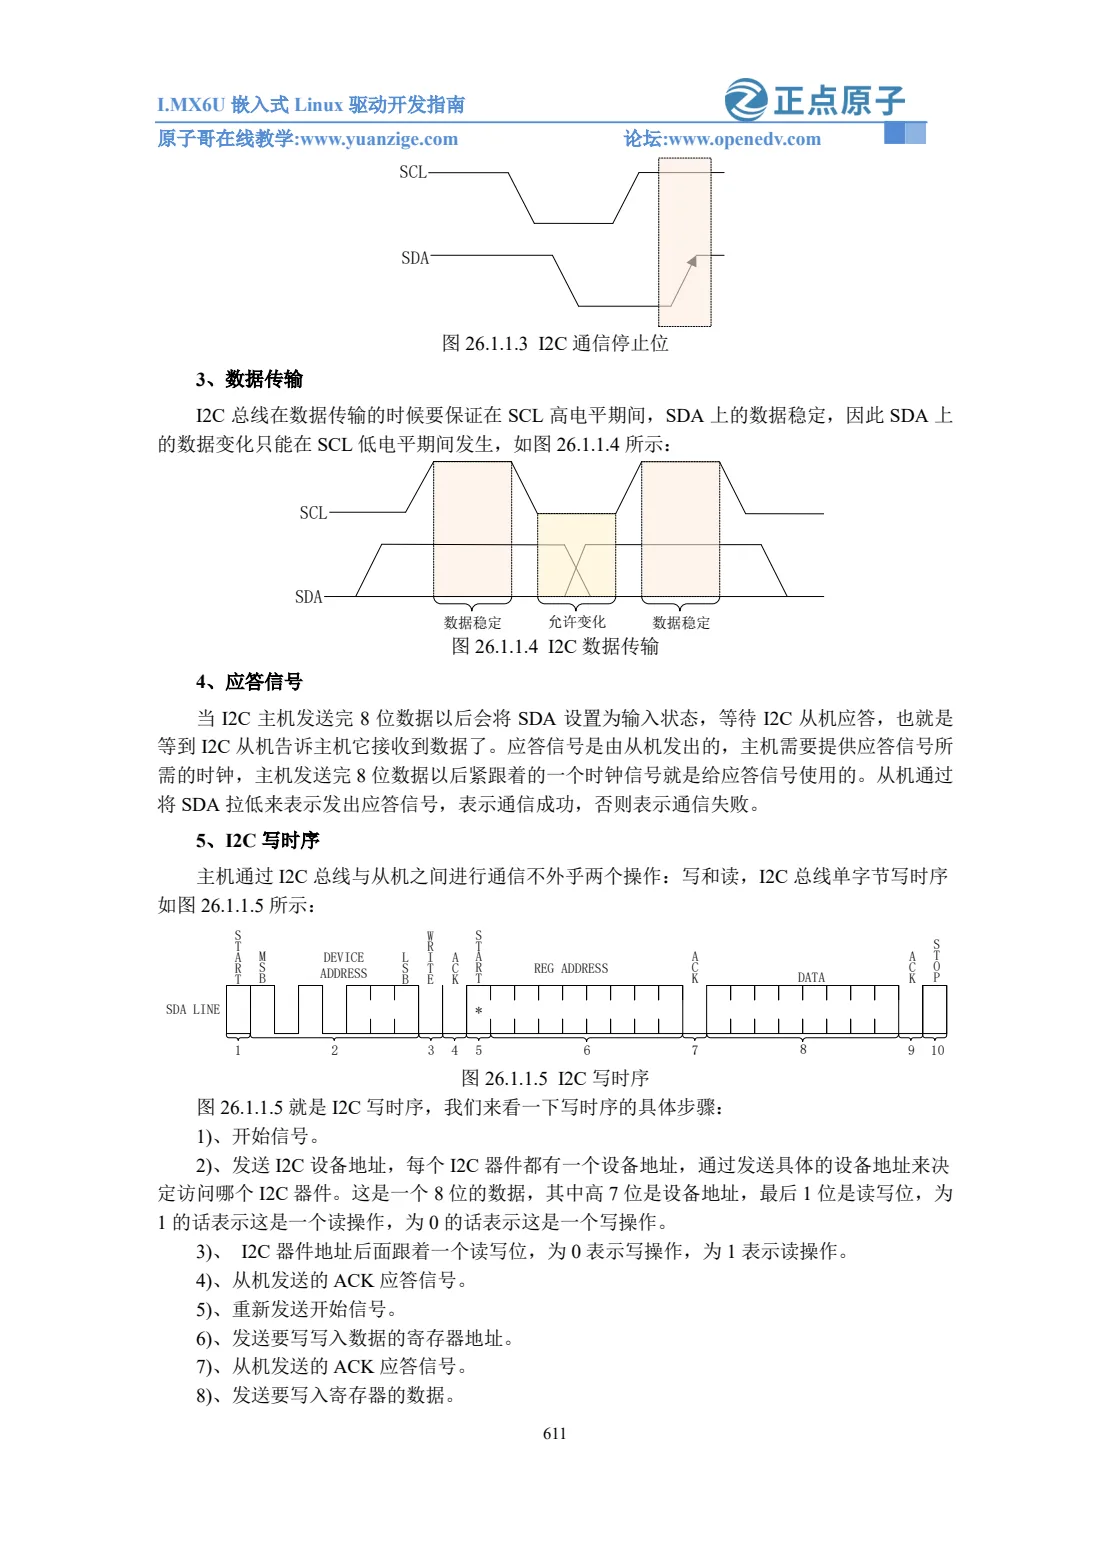 I.MX6U 嵌入式 Linux 驱动开发指南
正点原子
原子哥在线教学:www.yuanzige.com 论坛:www.openedv.com
SCL
SDA
图 26.1.1.3 I2C 通信停止位
3、数据传输
I2C 总线在数据传输的时候要保证在 SCL 高电平期间，SDA 上的数据稳定，因此 SDA 上
的数据变化只能在 SCL 低电平期间发生，如图 26.1.1.4 所示：
SCL
SDA
数据稳定 允许变化 数据稳定
图 26.1.1.4 I2C 数据传输
4、应答信号
当 I2C 主机发送完 8 位数据以后会将 SDA 设置为输入状态，等待 I2C 从机应答，也就是
等到 I2C 从机告诉主机它接收到数据了。应答信号是由从机发出的，主机需要提供应答信号所
需的时钟，主机发送完 8 位数据以后紧跟着的一个时钟信号就是给应答信号使用的。从机通过
将 SDA 拉低来表示发出应答信号，表示通信成功，否则表示通信失败。
5、I2C 写时序
主机通过 I2C 总线与从机之间进行通信不外乎两个操作：写和读，I2C 总线单字节写时序
如图 26.1.1.5 所示：
START MSB DEVICE ADDRESS LSB WRITE ACK START REG ADDRESS ACK DATA ACK STOP
SDA LINE *
1 2 3 4 5 6 7 8 9 10
图 26.1.1.5 I2C 写时序
图 26.1.1.5 就是 I2C 写时序，我们来看一下写时序的具体步骤：
1)、开始信号。
2)、发送 I2C 设备地址，每个 I2C 器件都有一个设备地址，通过发送具体的设备地址来决
定访问哪个 I2C 器件。这是一个 8 位的数据，其中高 7 位是设备地址，最后 1 位是读写位，为
1 的话表示这是一个读操作，为 0 的话表示这是一个写操作。
3)、 I2C 器件地址后面跟着一个读写位，为 0 表示写操作，为 1 表示读操作。
4)、从机发送的 ACK 应答信号。
5)、重新发送开始信号。
6)、发送要写写入数据的寄存器地址。
7)、从机发送的 ACK 应答信号。
8)、发送要写入寄存器的数据。
611